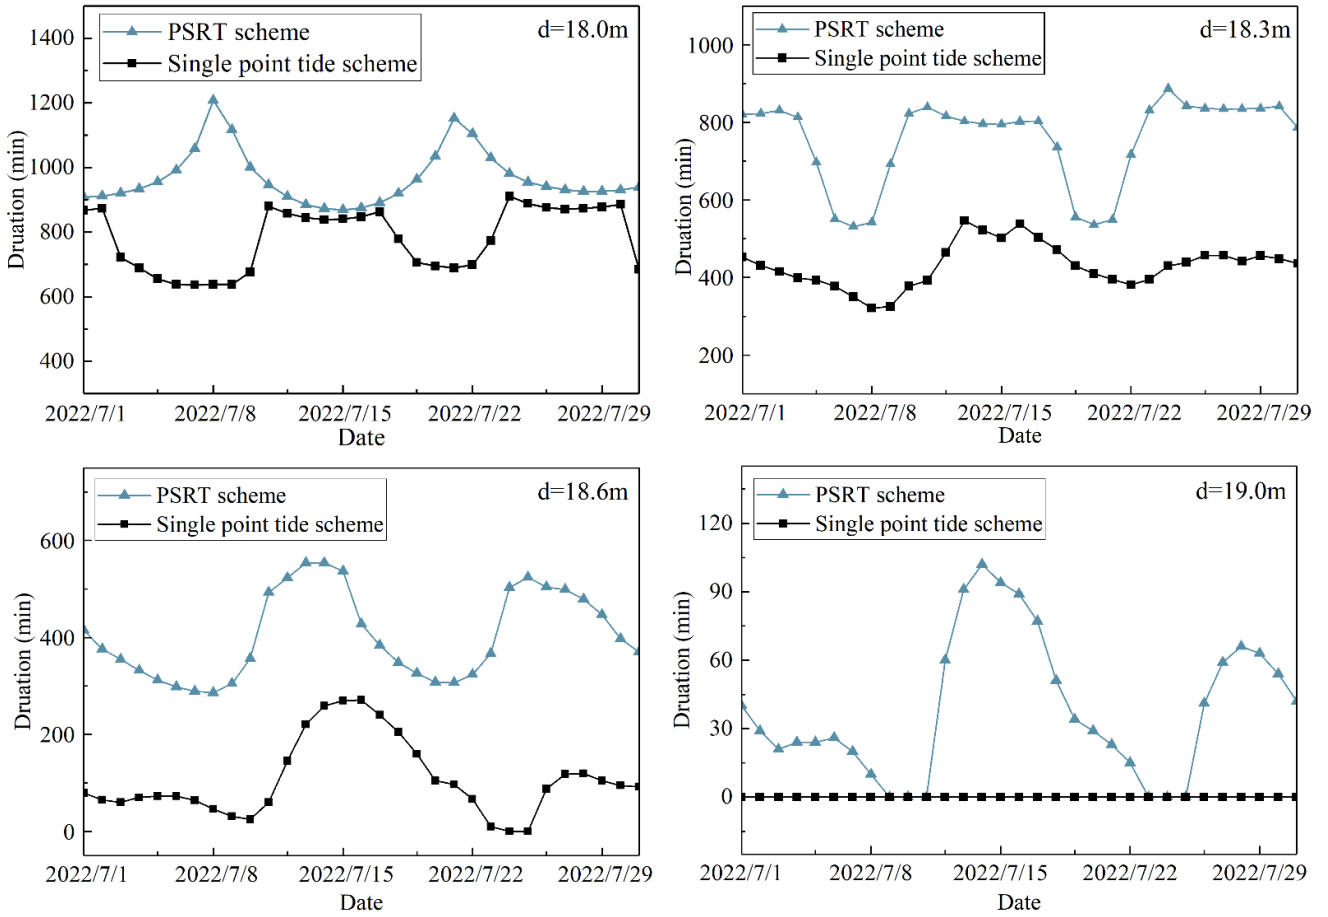 PSRT scheme
Single point tide scheme
d=18.0m
1400
1200
1000
800
600
400
Druation (min)
2022/7/1 2022/7/8 2022/7/15 2022/7/22 2022/7/29
Date
PSRT scheme
Single point tide scheme
d=18.3m
1000
800
600
400
200
Druation (min)
2022/7/1 2022/7/8 2022/7/15 2022/7/22 2022/7/29
Date
PSRT scheme
Single point tide scheme
d=18.6m
600
400
200
0
Druation (min)
2022/7/1 2022/7/8 2022/7/15 2022/7/22 2022/7/29
Date
PSRT scheme
Single point tide scheme
d=19.0m
120
90
60
30
0
Druation (min)
2022/7/1 2022/7/8 2022/7/15 2022/7/22 2022/7/29
Date